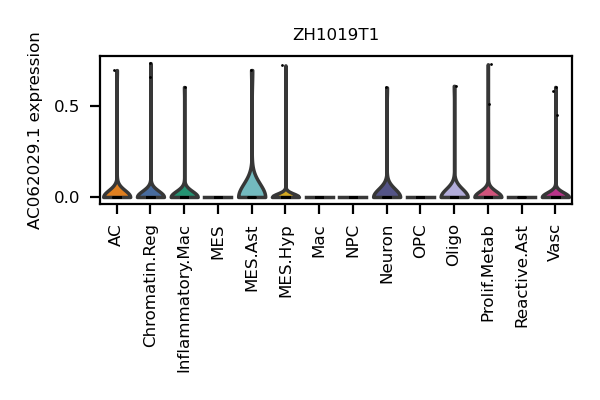 ZH1019T1
AC062029.1 expression
0.5
0.0
AC
Chromatin.Reg
Inflammatory.Mac
MES
MES.Ast
MES.Hyp
Mac
NPC
Neuron
OPC
Oligo
Prolif.Metab
Reactive.Ast
Vasc